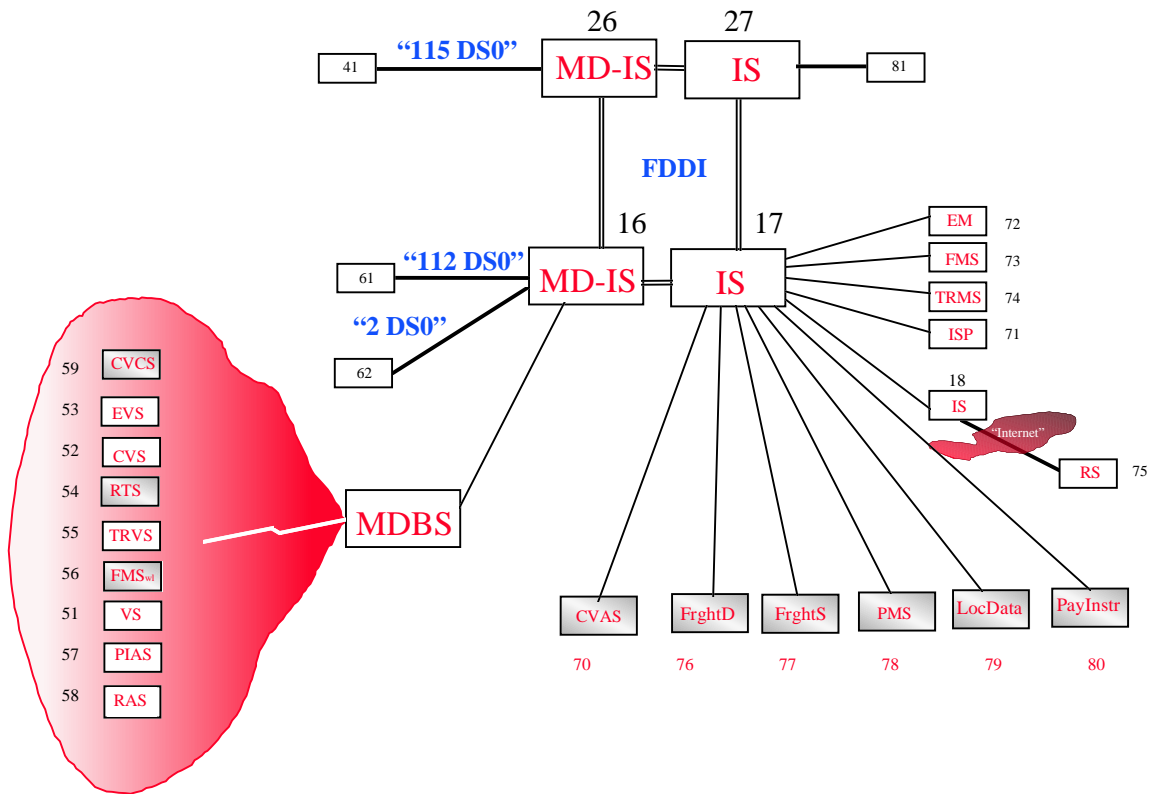 26
27
“115 DS0”
41
MD-IS
IS
81
FDDI
16
17
EM
72
“112 DS0”
FMS
73
61
MD-IS
IS
TRMS
74
“2 DS0”
ISP
71
62
18
IS
“Internet”
RS
75
59
CVCS
53
EVS
52
CVS
54
RTS
55
TRVS
MDBS
56
FMSwl
51
VS
57
PIAS
58
RAS
CVAS
FrghtD
FrghtS
PMS
LocData
PayInstr
70
76
77
78
79
80